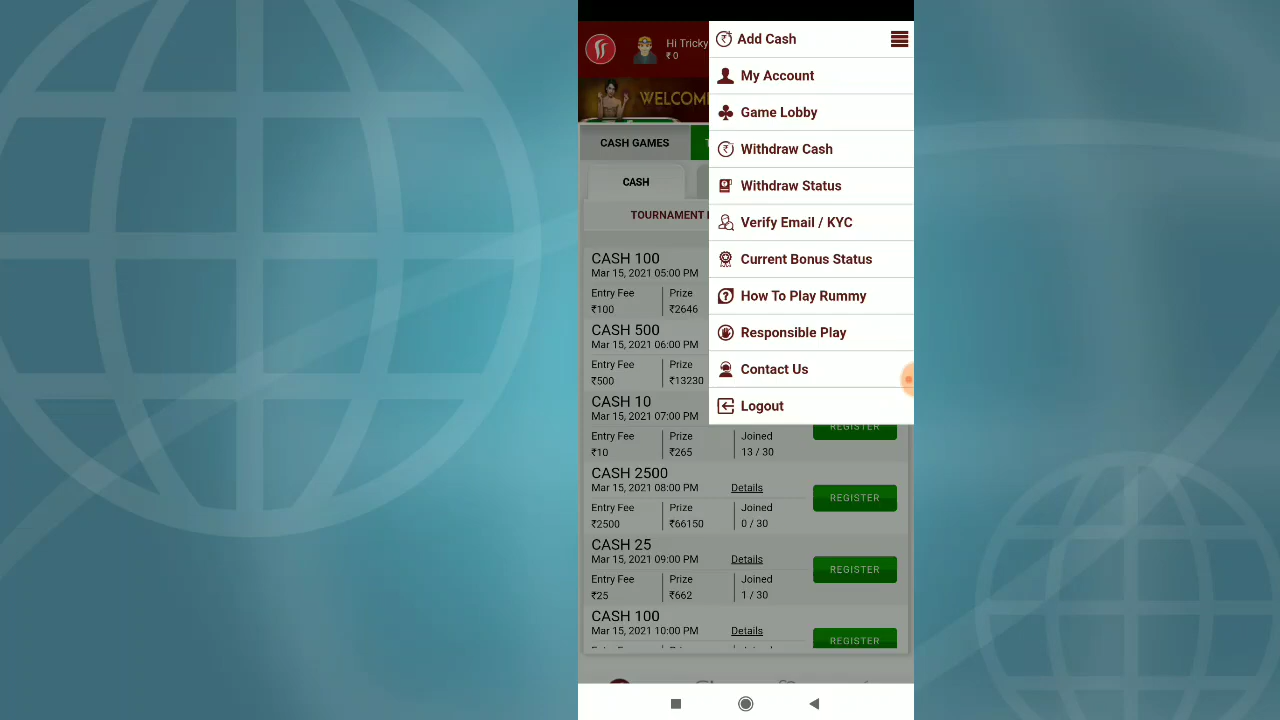 Hi Tricky
₹ 0
WELCOM
CASH GAMES
CASH
TOURNAMENT
Add Cash
My Account
Game Lobby
Withdraw Cash
Withdraw Status
Verify Email / KYC
Current Bonus Status
How To Play Rummy
Responsible Play
Contact Us
Logout
CASH 100
Mar 15, 2021 05:00 PM
Entry Fee Prize
₹100 ₹2646
CASH 500
Mar 15, 2021 06:00 PM
Entry Fee Prize
₹500 ₹13230
CASH 10
Mar 15, 2021 07:00 PM
REGISTER
Entry Fee Prize Joined
₹10 ₹265 13 / 30
CASH 2500
Mar 15, 2021 08:00 PM Details
REGISTER
Entry Fee Prize Joined
₹2500 ₹66150 0 / 30
CASH 25
Mar 15, 2021 09:00 PM Details
REGISTER
Entry Fee Prize Joined
₹25 ₹662 1 / 30
CASH 100
Mar 15, 2021 10:00 PM Details
REGISTER